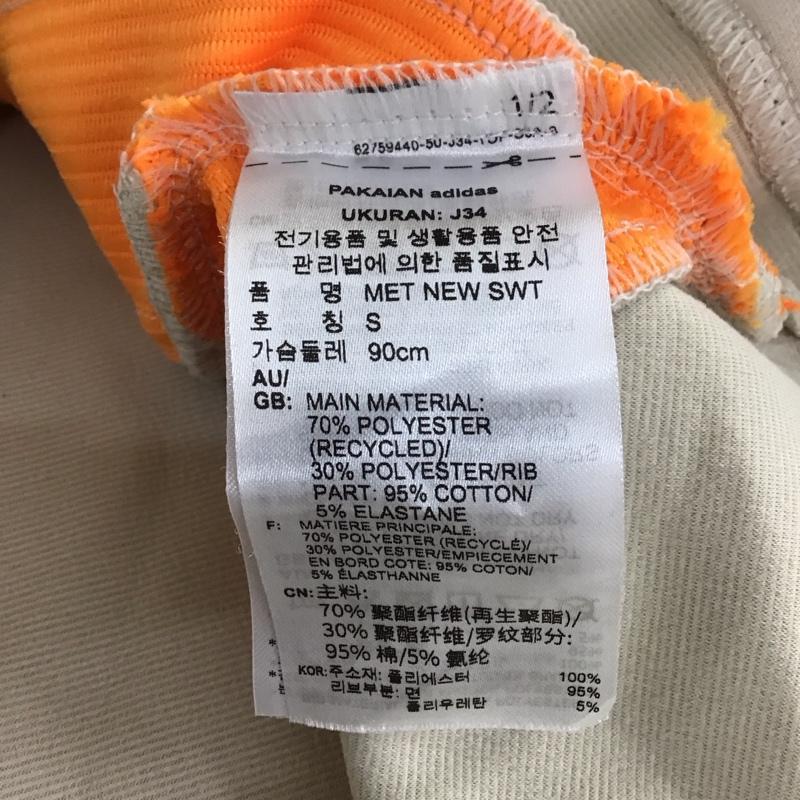 1/2
PAKAIAN adidas
UKURAN: J34
전기용품 및 생활용품 안전
관리법에 의한 품질표시
품 명 MET NEW SWT
호 칭 S
가슴둘레 90cm
AU/
GB: MAIN MATERIAL:
70% POLYESTER
(RECYCLED)/
30% POLYESTER/RIB
PART: 95% COTTON/
5% ELASTANE
F: MATIERE PRINCIPALE:
70% POLYESTER (RECYCLÉ)/
30% POLYESTER/EMPIECEMENT
EN BORD COTE: 95% COTON/
5% ÉLASTHANNE
CN: 主料:
70% 聚酯纤维(再生聚酯)/
30% 聚酯纤维/罗纹部分:
95% 棉/5% 氨纶
KOR: 주소재: 폴리에스터 100%
리브부분: 면 95%
폴리우레탄 5%